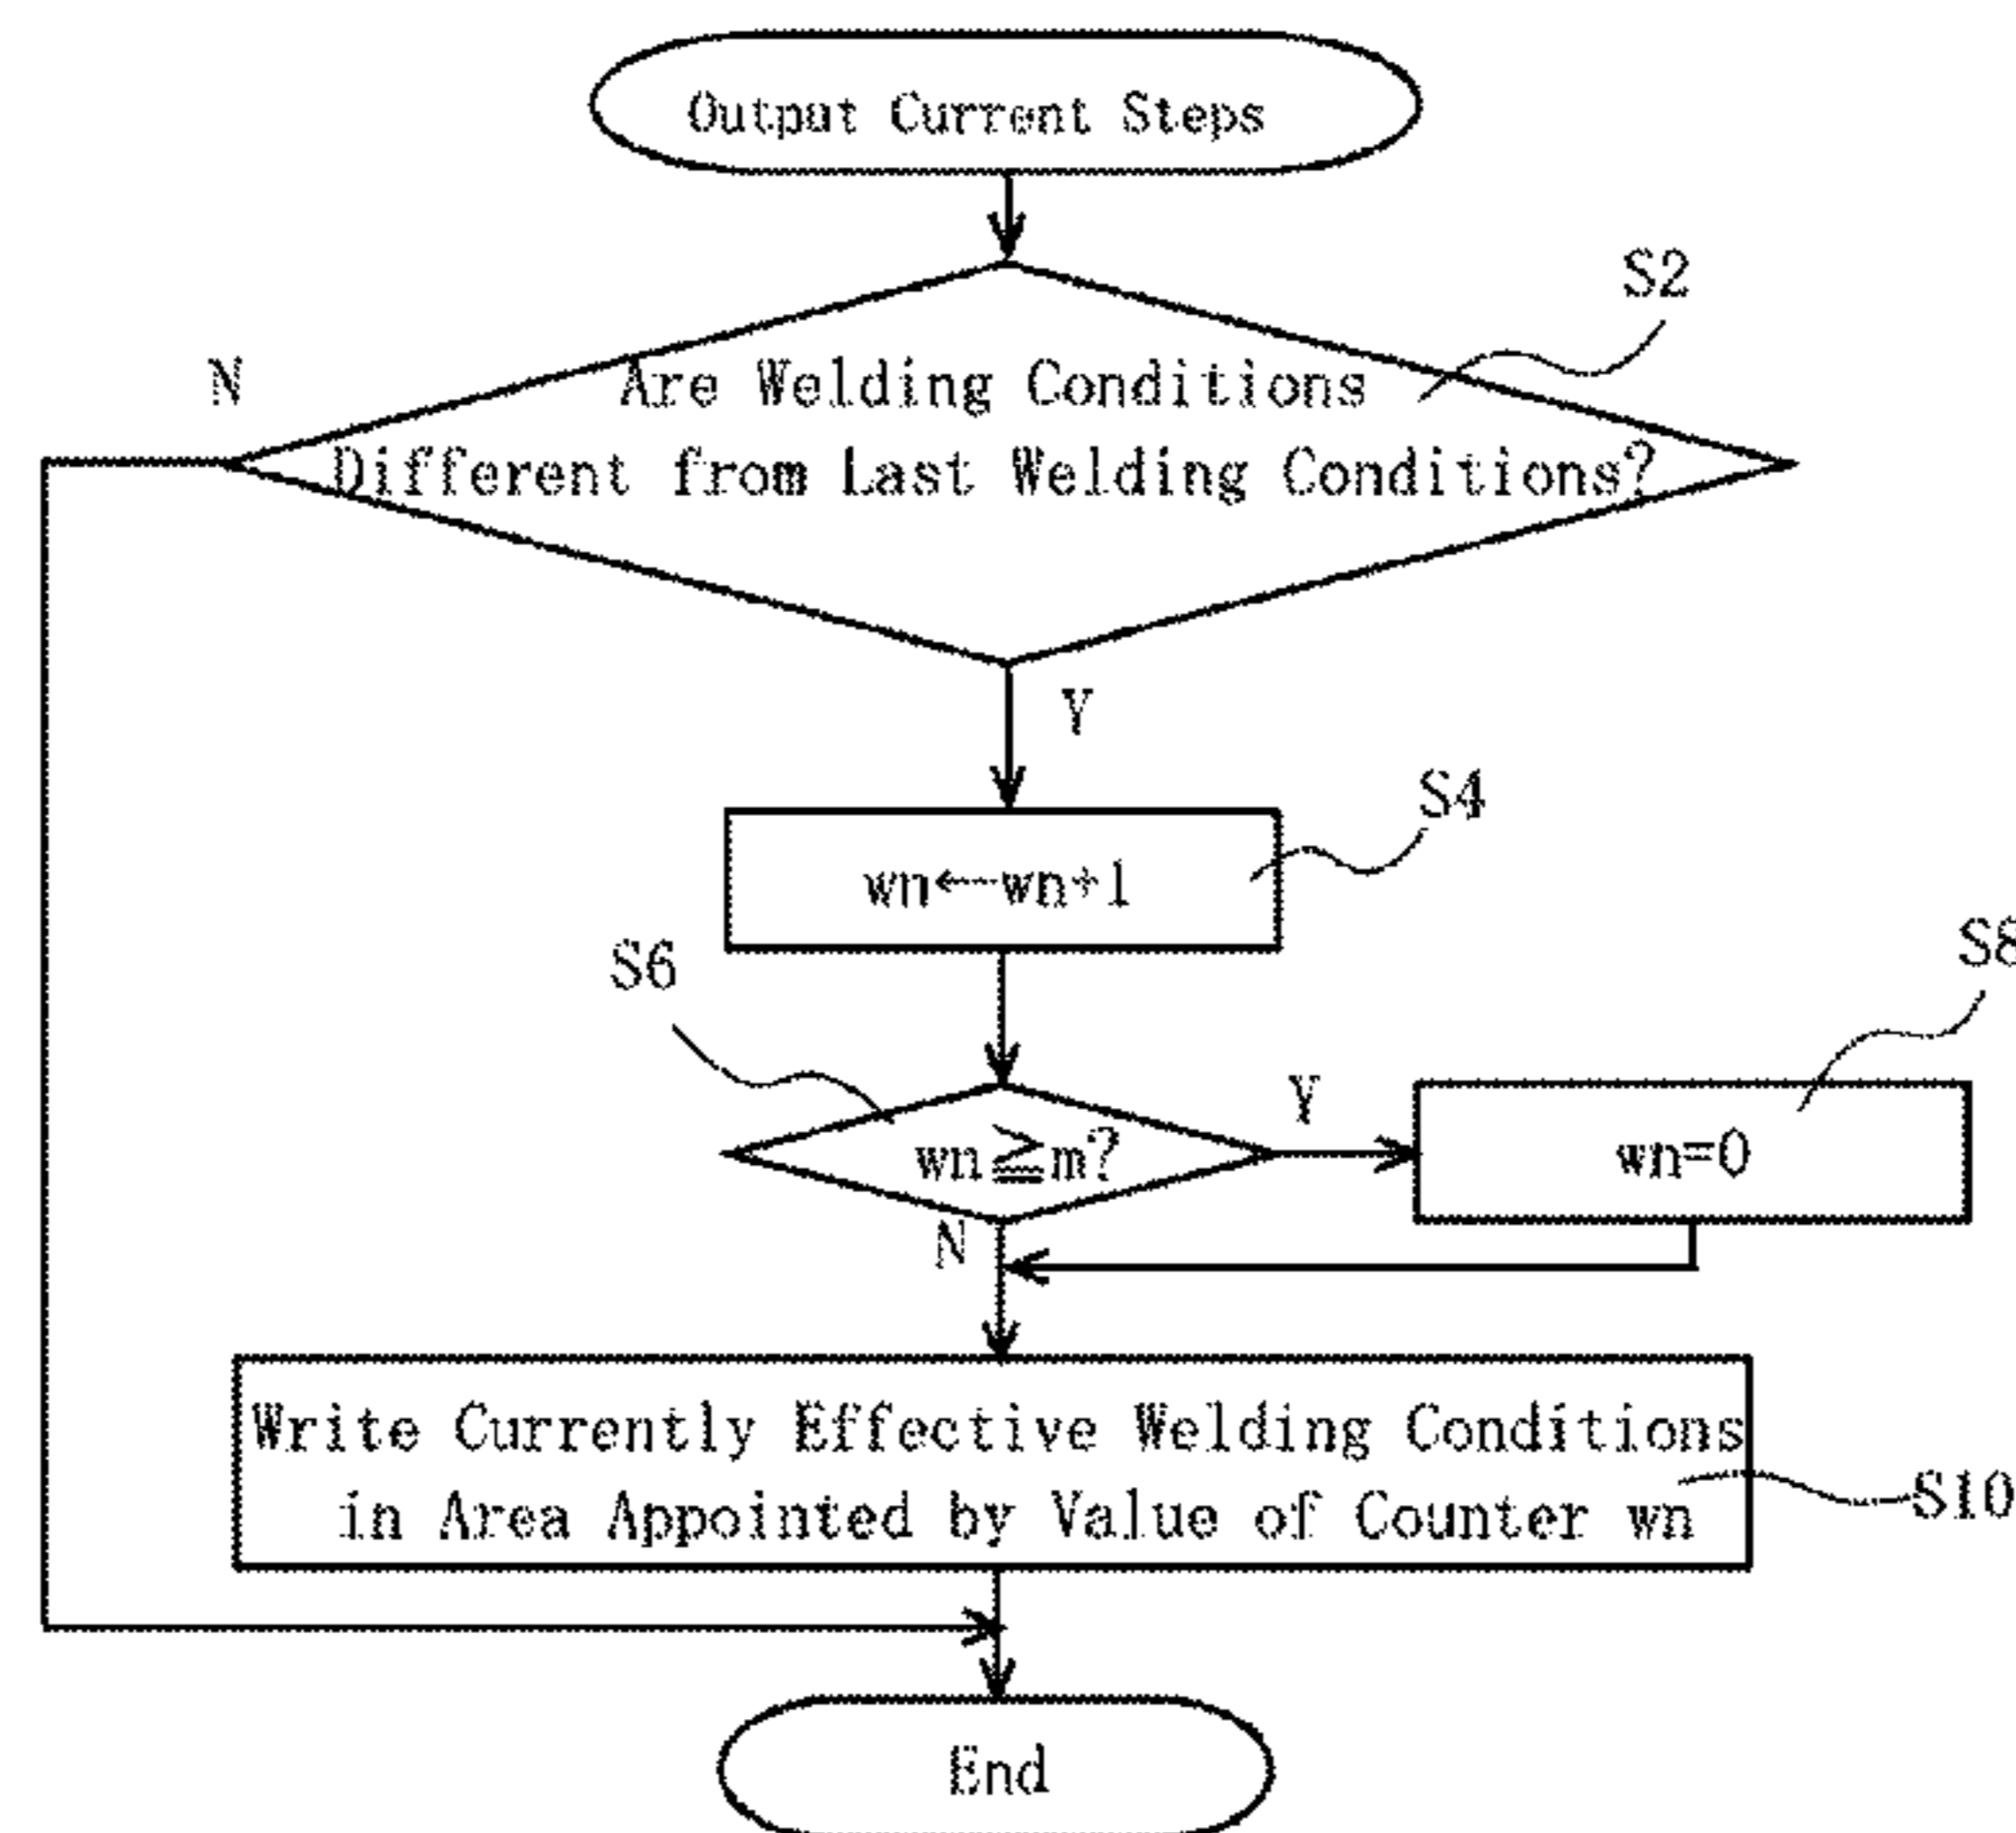 Output Current Steps
S2
N
Are Welding Conditions
Different from Last Welding Conditions?
Y
S4
wn←wn+1
S6
S8
Y
wn≧m?
wn=0
N
Write Currently Effective Welding Conditions
in Area Appointed by Value of Counter wn
S10
End